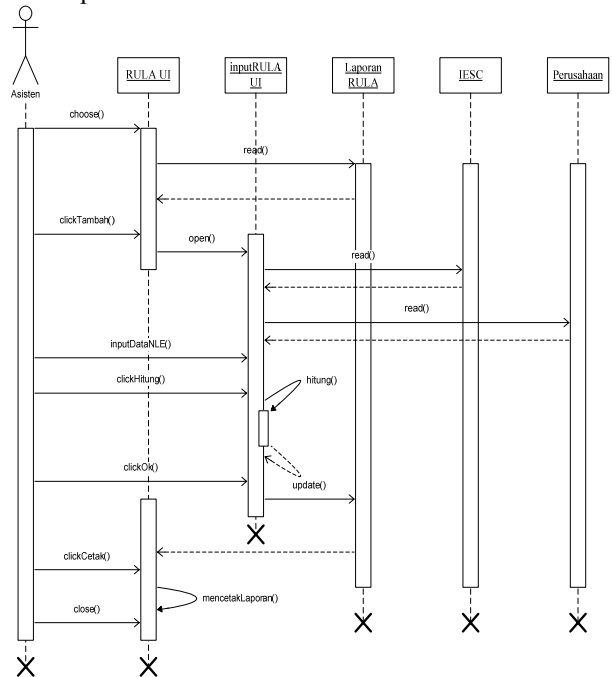 RULA UI
inputRULA
UI
Laporan
RULA
IESC
Perusahaan
Asisten
choose()
read()
clickTambah()
open()
read()
read()
inputDataNLE()
clickHitung()
hitung()
clickOk()
update()
clickCetak()
mencetakLaporan()
close()